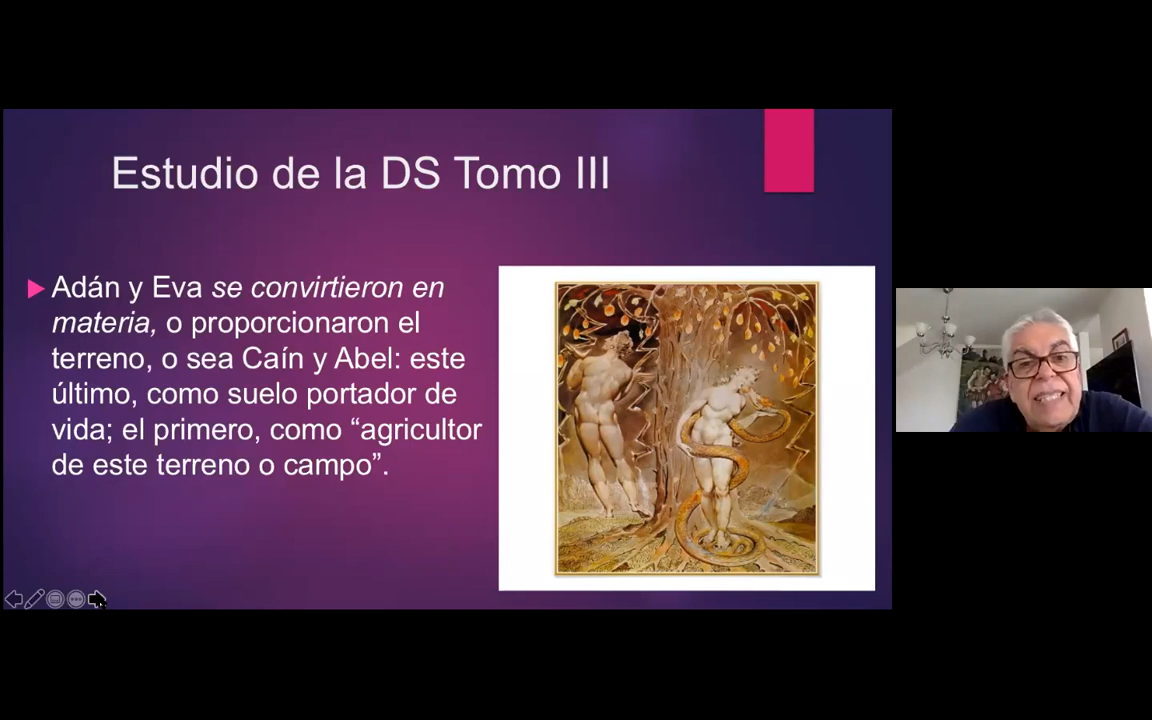 Estudio de la DS Tomo III
Adán y Eva se convirtieron en
materia, o proporcionaron el
terreno, o sea Caín y Abel: este
último, como suelo portador de
vida; el primero, como “agricultor
de este terreno o campo”.